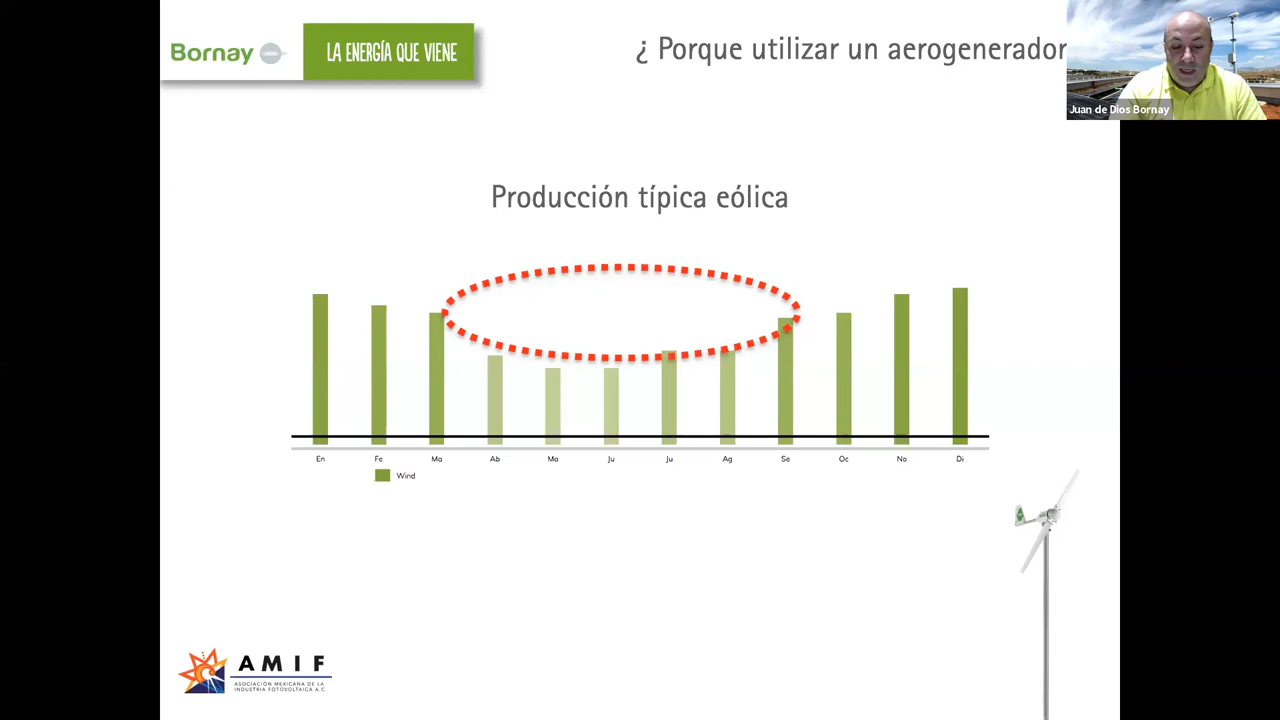 Bornay
LA ENERGÍA QUE VIENE
¿ Porque utilizar un aerogenerador
Juan de Dios Bornay
Producción típica eólica
En Fe Ma Ab Ma Ju Ju Ag Se Oc No Di
Wind
AMIF
ASOCIACIÓN MEXICANA DE LA
INDUSTRIA FOTOVOLTAICA A.C.